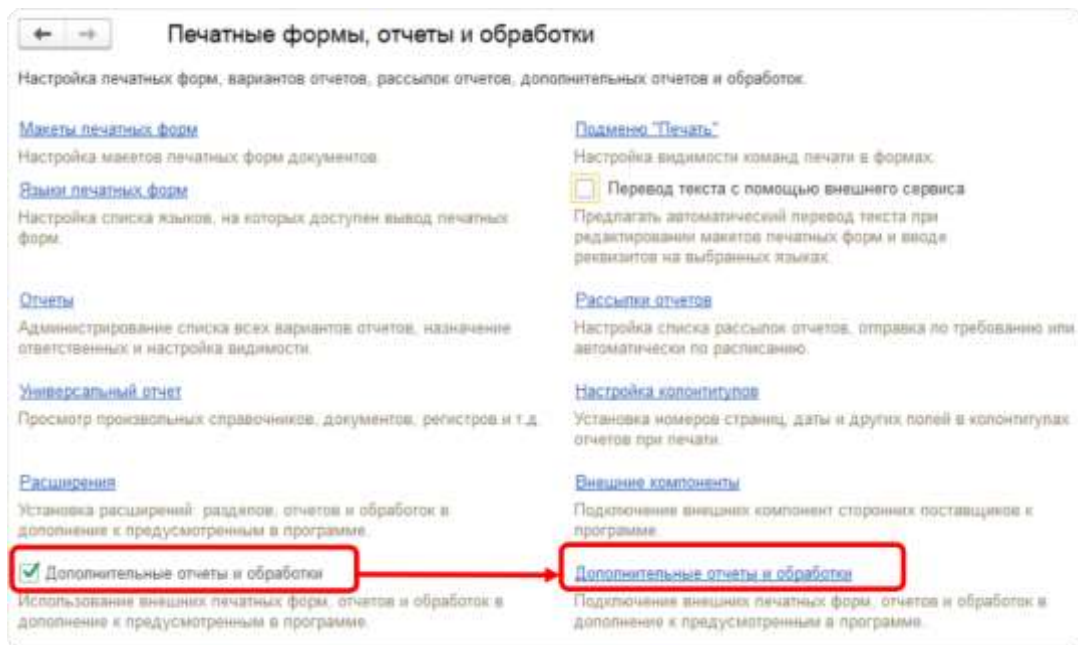 Печатные формы, отчеты и обработки
Настройка печатных форм, вариантов отчетов, рассылок отчетов, дополнительных отчетов и обработок.
Макеты печатных форм
Настройка макетов печатных форм документов.
Языки печатных форм
Настройка списка языков, на которых доступен вывод печатных
форм.
Отчеты
Администрирование списка всех вариантов отчетов, назначение
ответственных и настройка видимости.
Универсальный отчет
Просмотр произвольных справочников, документов, регистров и т.д.
Расширения
Установка расширений: разделов, отчетов и обработок в
дополнение к предусмотренным в программе.
Дополнительные отчеты и обработки
Использование внешних печатных форм, отчетов и обработок в
дополнение к предусмотренным в программе.
Подменю "Печать"
Настройка видимости команд печати в формах.
Перевод текста с помощью внешнего сервиса
Предлагать автоматический перевод текста при
редактировании макетов печатных форм и вводе
реквизитов на выбранных языках.
Рассылки отчетов
Настройка списка рассылок отчетов, отправка по требованию или
автоматически по расписанию.
Настройка колонтитулов
Установка номеров страниц, даты и других полей в колонтитулах
отчетов при печати.
Внешние компоненты
Подключение внешних компонент сторонних поставщиков к
программе.
Дополнительные отчеты и обработки
Подключение внешних печатных форм, отчетов и обработок в
дополнение к предусмотренным в программе.